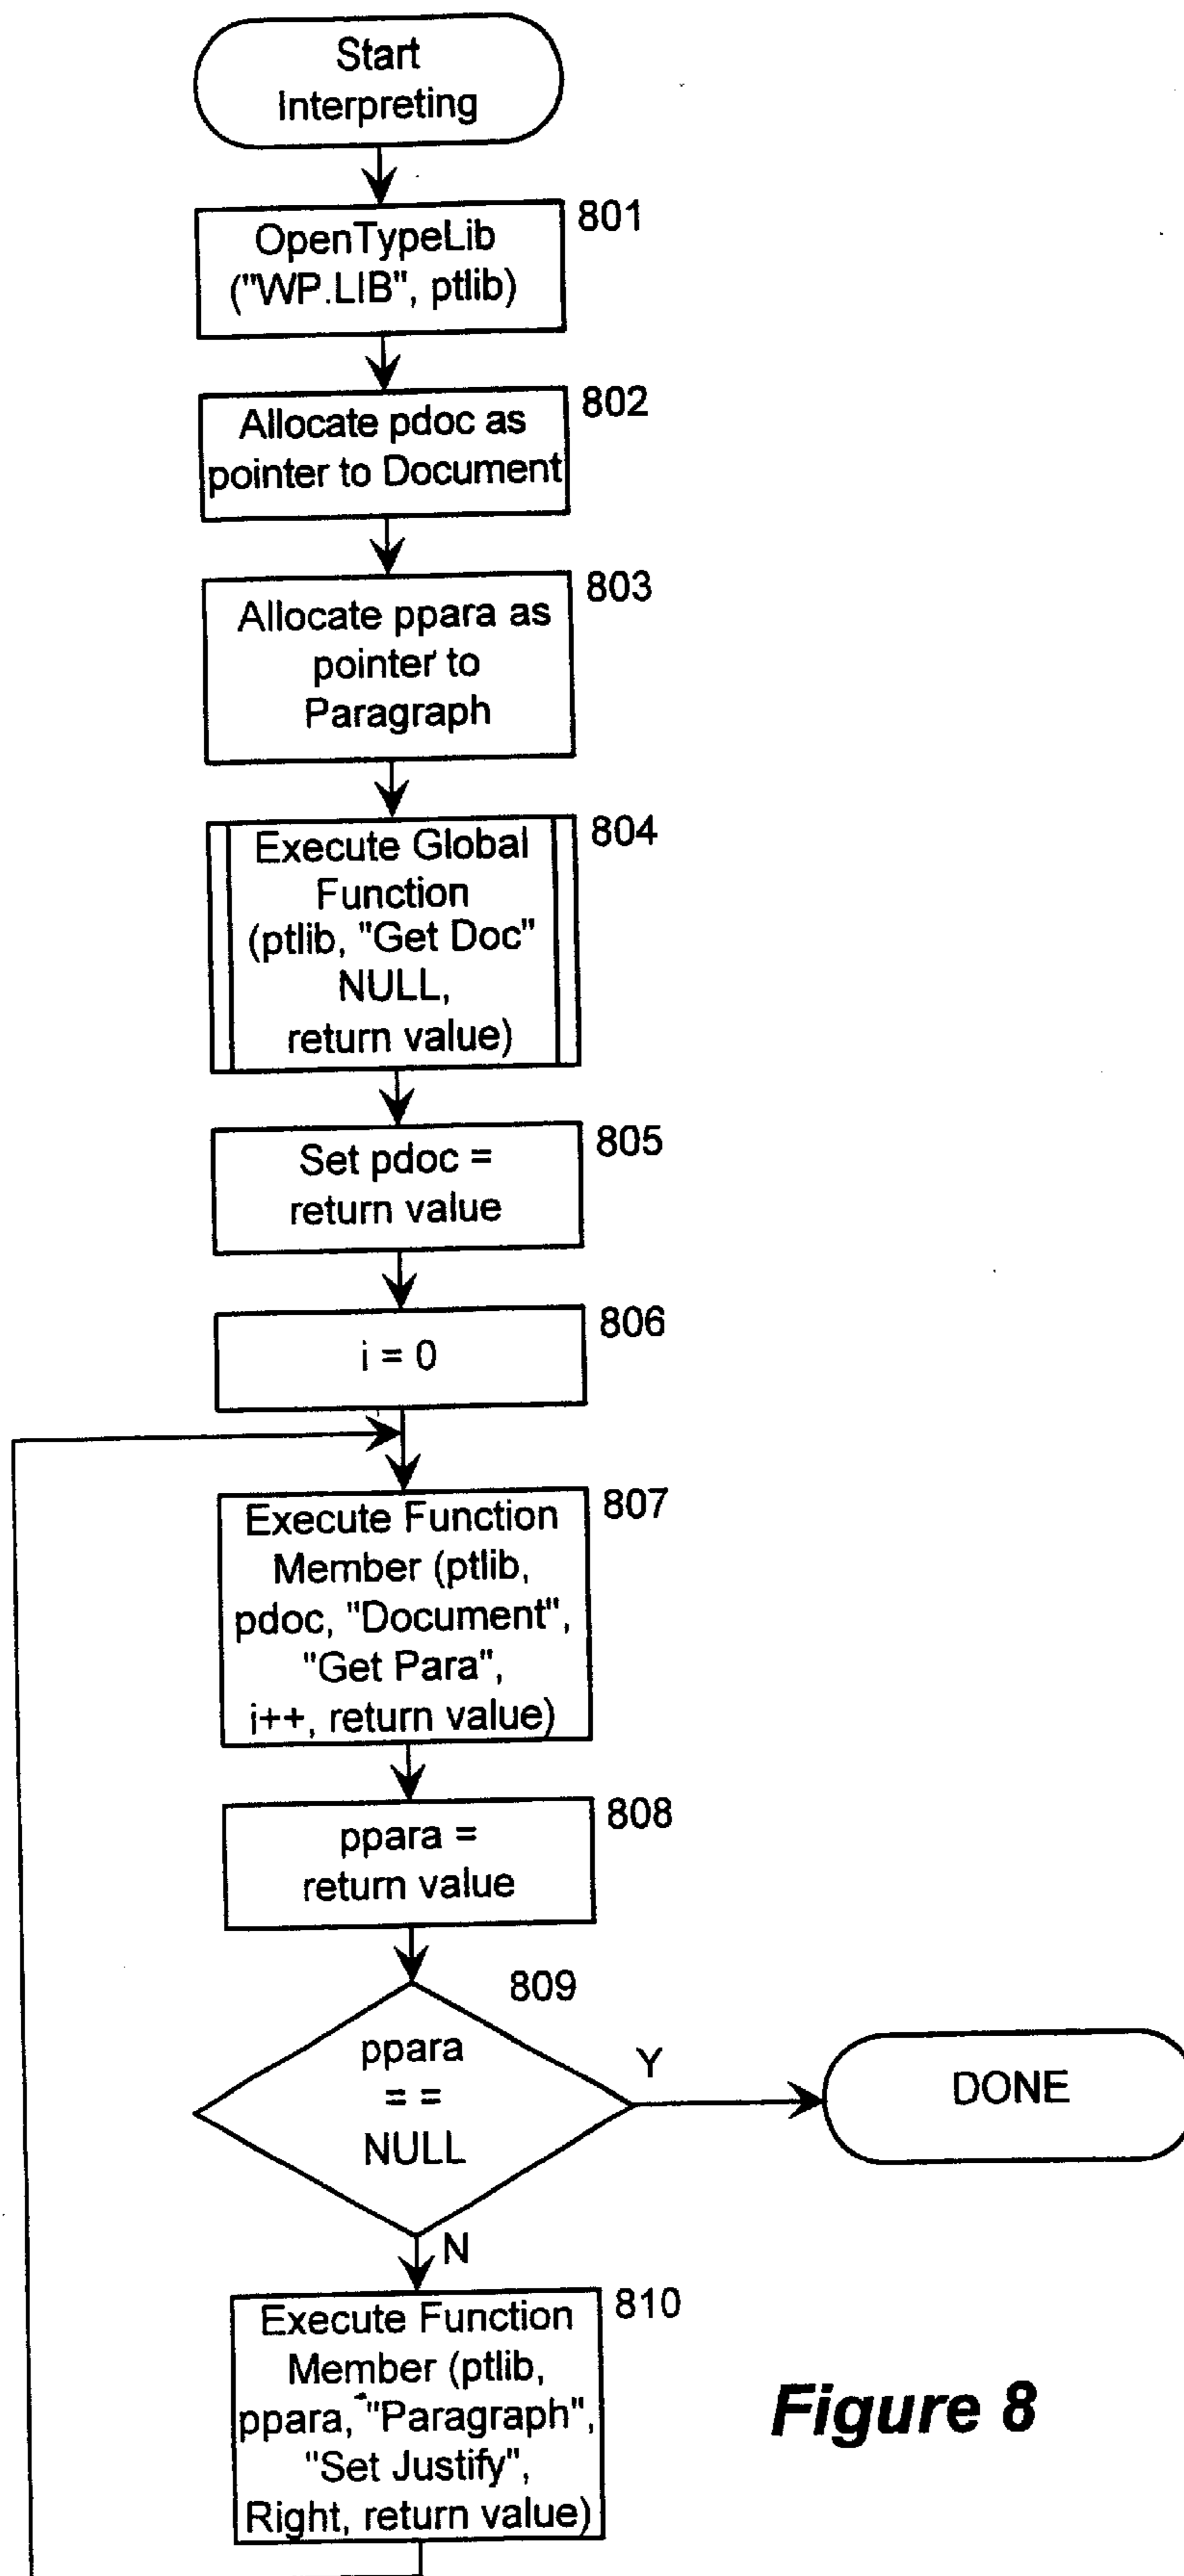 Start
Interpreting
801
OpenTypeLib
("WP.LIB", ptlib)
802
Allocate pdoc as
pointer to Document
803
Allocate ppara as
pointer to
Paragraph
804
Execute Global
Function
(ptlib, "Get Doc"
NULL,
return value)
805
Set pdoc =
return value
806
i = 0
807
Execute Function
Member (ptlib,
pdoc, "Document",
"Get Para",
i++, return value)
808
ppara =
return value
809
ppara
= =
NULL
Y
DONE
N
810
Execute Function
Member (ptlib,
ppara, "Paragraph",
"Set Justify",
Right, return value)
Figure 8